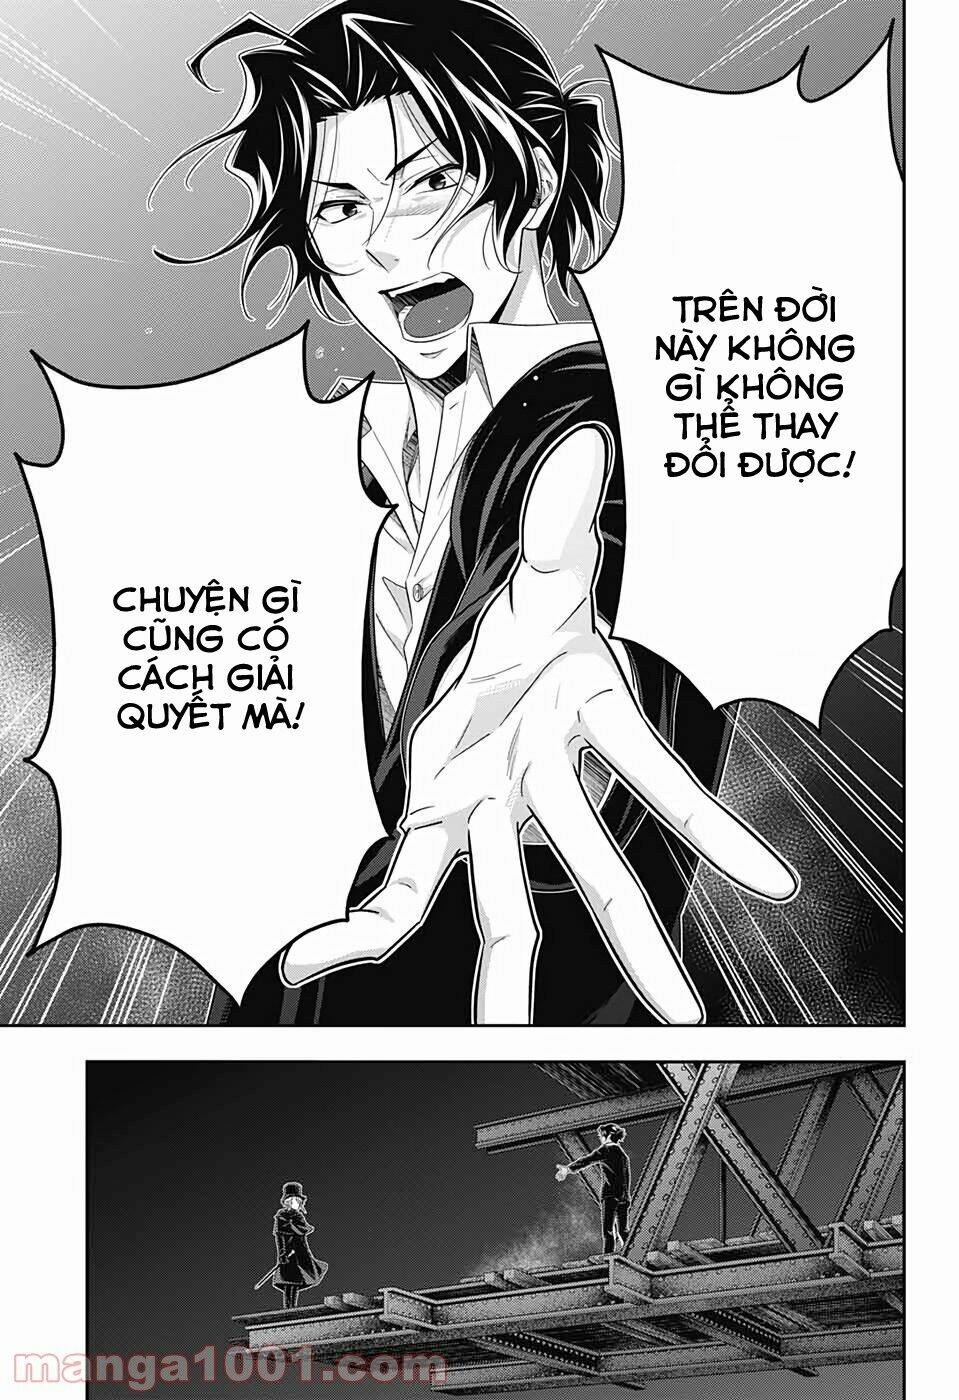 TRÊN ĐỜI
NÀY KHÔNG
GÌ KHÔNG
THỂ THAY
ĐỔI ĐƯỢC!
CHUYỆN GÌ
CŨNG CÓ
CÁCH GIẢI
QUYẾT MÀ!
manga1001.com